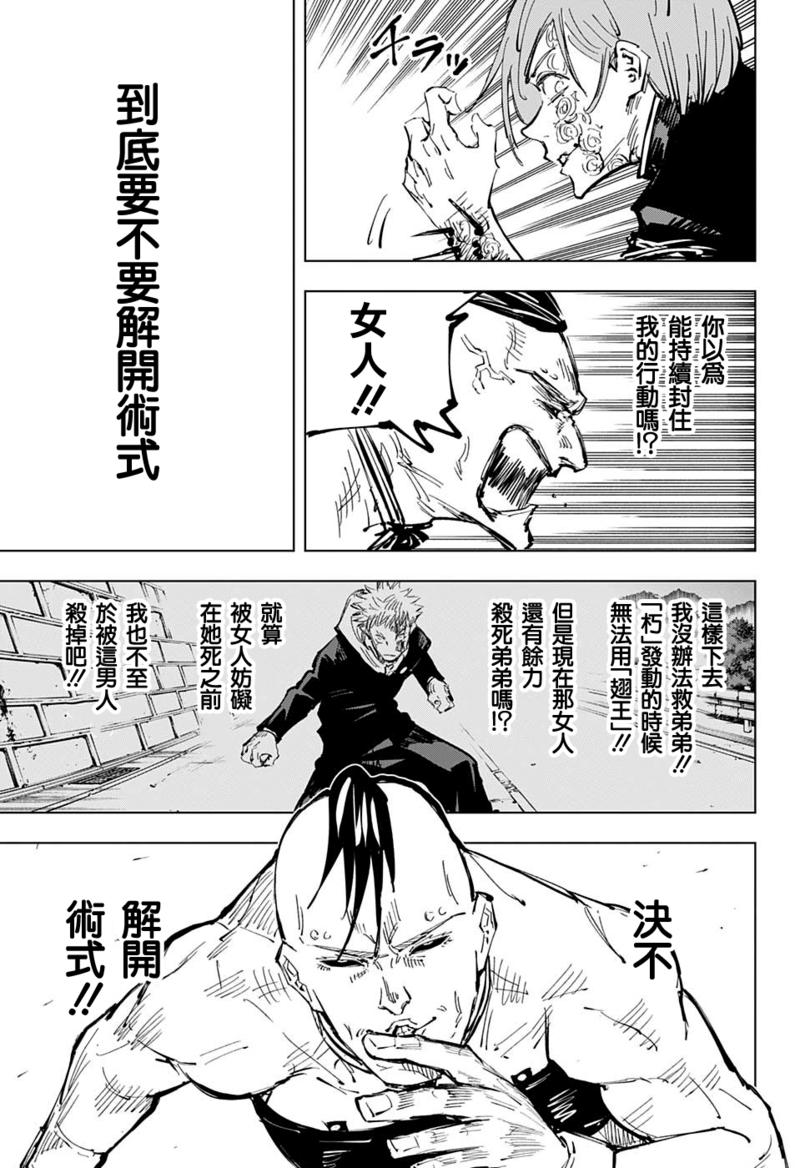 チラッ
你以為
能持續封住
我的行動嗎!?
女人!!
到底要不要解開術式
這樣下去
我沒辦法救弟弟!!
「朽」發動的時候
無法用「翅王」!!
但是現在那女人
還有餘力
殺死弟弟嗎!?
就算
被女人妨礙
在她死之前
我也不至
於被這男人
殺掉吧!!
決不
解開
術式!!